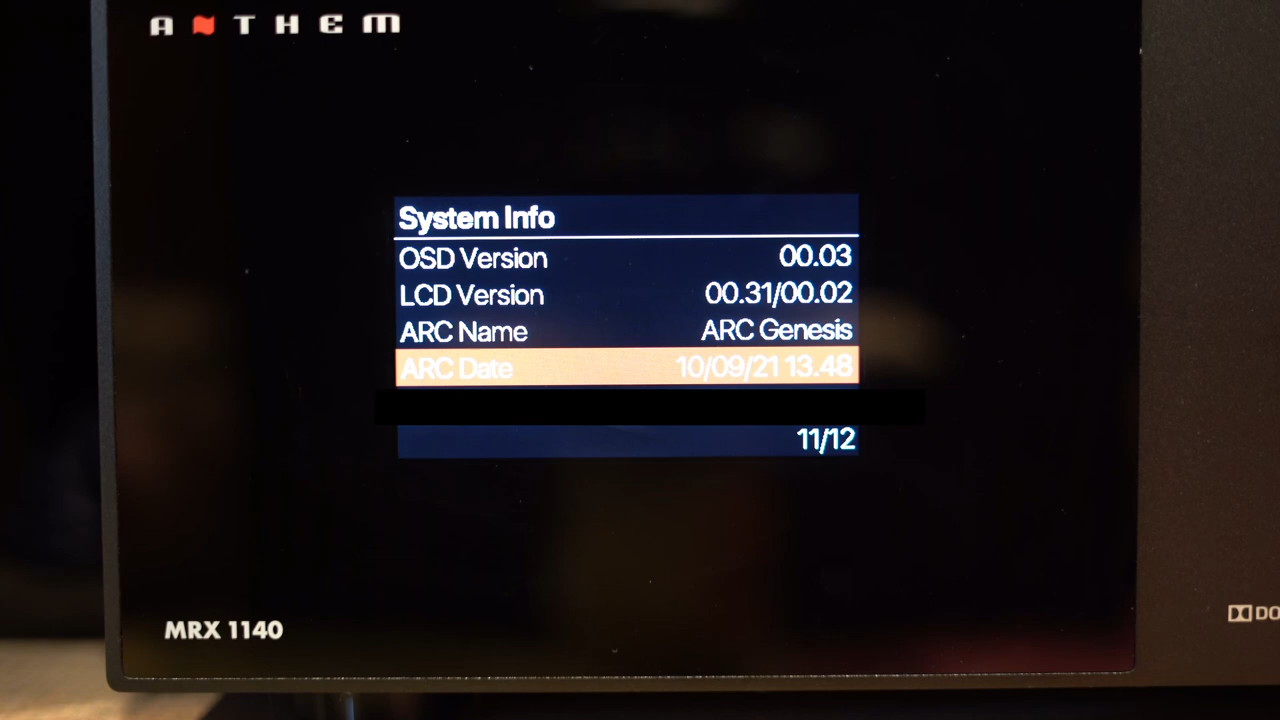 ANTHEM
System Info
OSD Version 00.03
LCD Version 00.31/00.02
ARC Name ARC Genesis
ARC Date 10/09/21 13.48
11/12
MRX 1140
DO